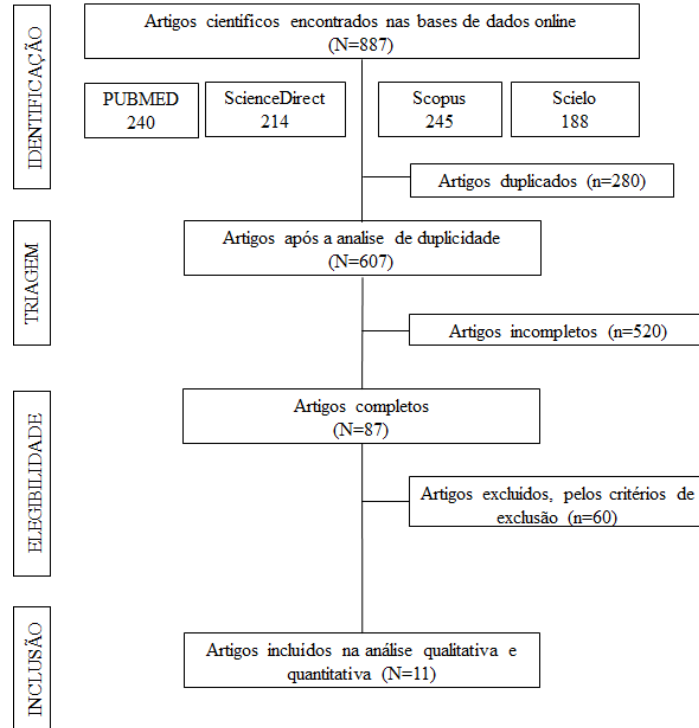 IDENTIFICAÇÃO
Artigos científicos encontrados nas bases de dados online
(N=887)
PUBMED
240
ScienceDirect
214
Scopus
245
Scielo
188
Artigos duplicados (n=280)
TRIAGEM
Artigos após a analise de duplicidade
(N=607)
Artigos incompletos (n=520)
ELEGIBILIDADE
Artigos completos
(N=87)
Artigos excluídos, pelos critérios de
exclusão (n=60)
INCLUSÃO
Artigos incluídos na análise qualitativa e
quantitativa (N=11)